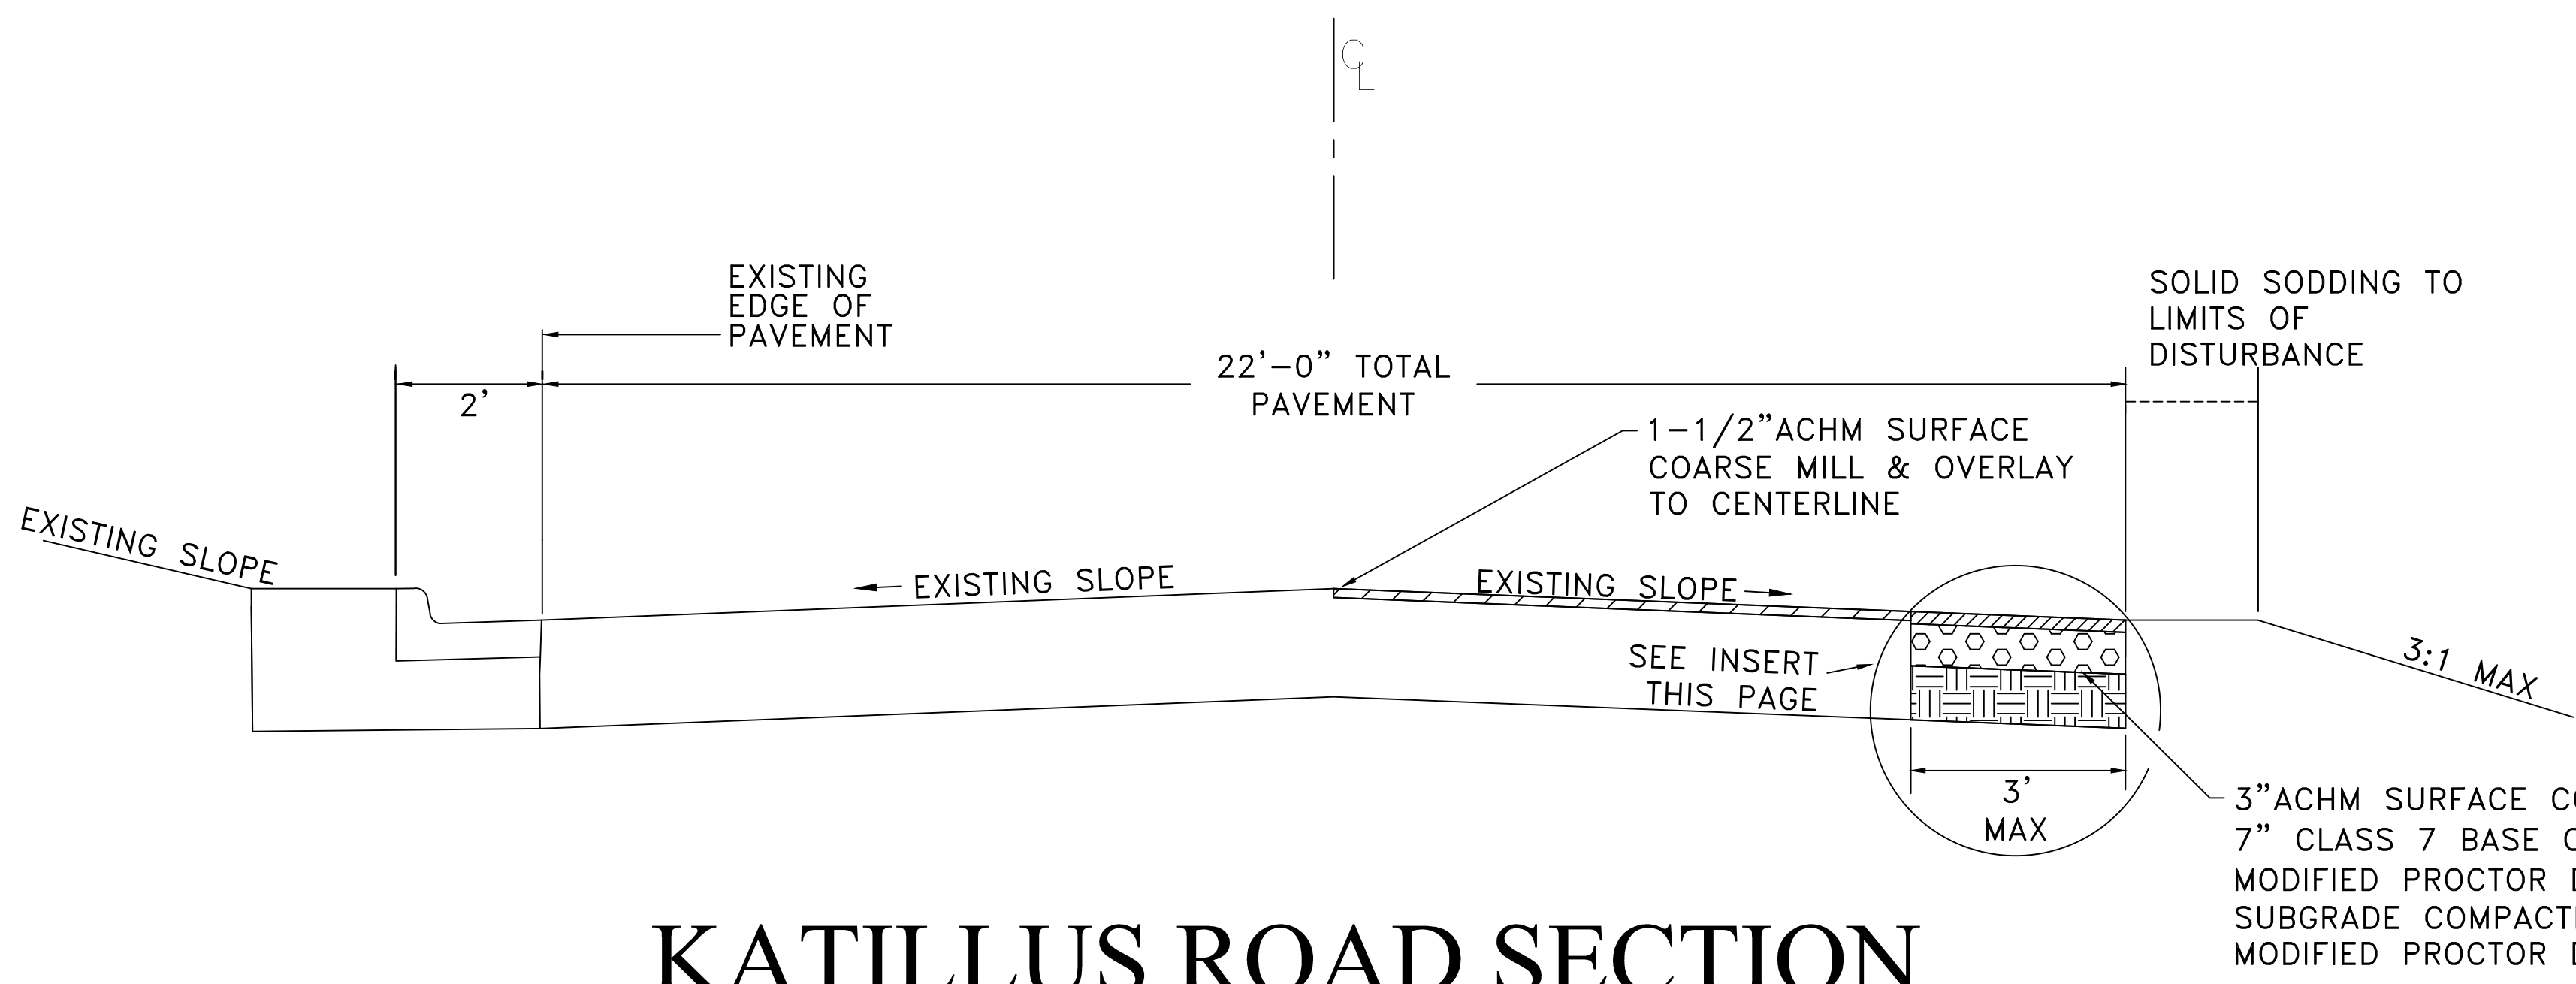 CL
EXISTING
EDGE OF
PAVEMENT
SOLID SODDING TO
LIMITS OF
DISTURBANCE
2'
22'-0" TOTAL
PAVEMENT
1-1/2"ACHM SURFACE
COARSE MILL & OVERLAY
TO CENTERLINE
EXISTING SLOPE
EXISTING SLOPE
EXISTING SLOPE
SEE INSERT
THIS PAGE
3:1 MAX
3'
MAX
3"ACHM SURFACE
7" CLASS 7 BASE
MODIFIED PROCTOR
SUBGRADE
MODIFIED PROCTOR
KATILLUS ROAD SECTION